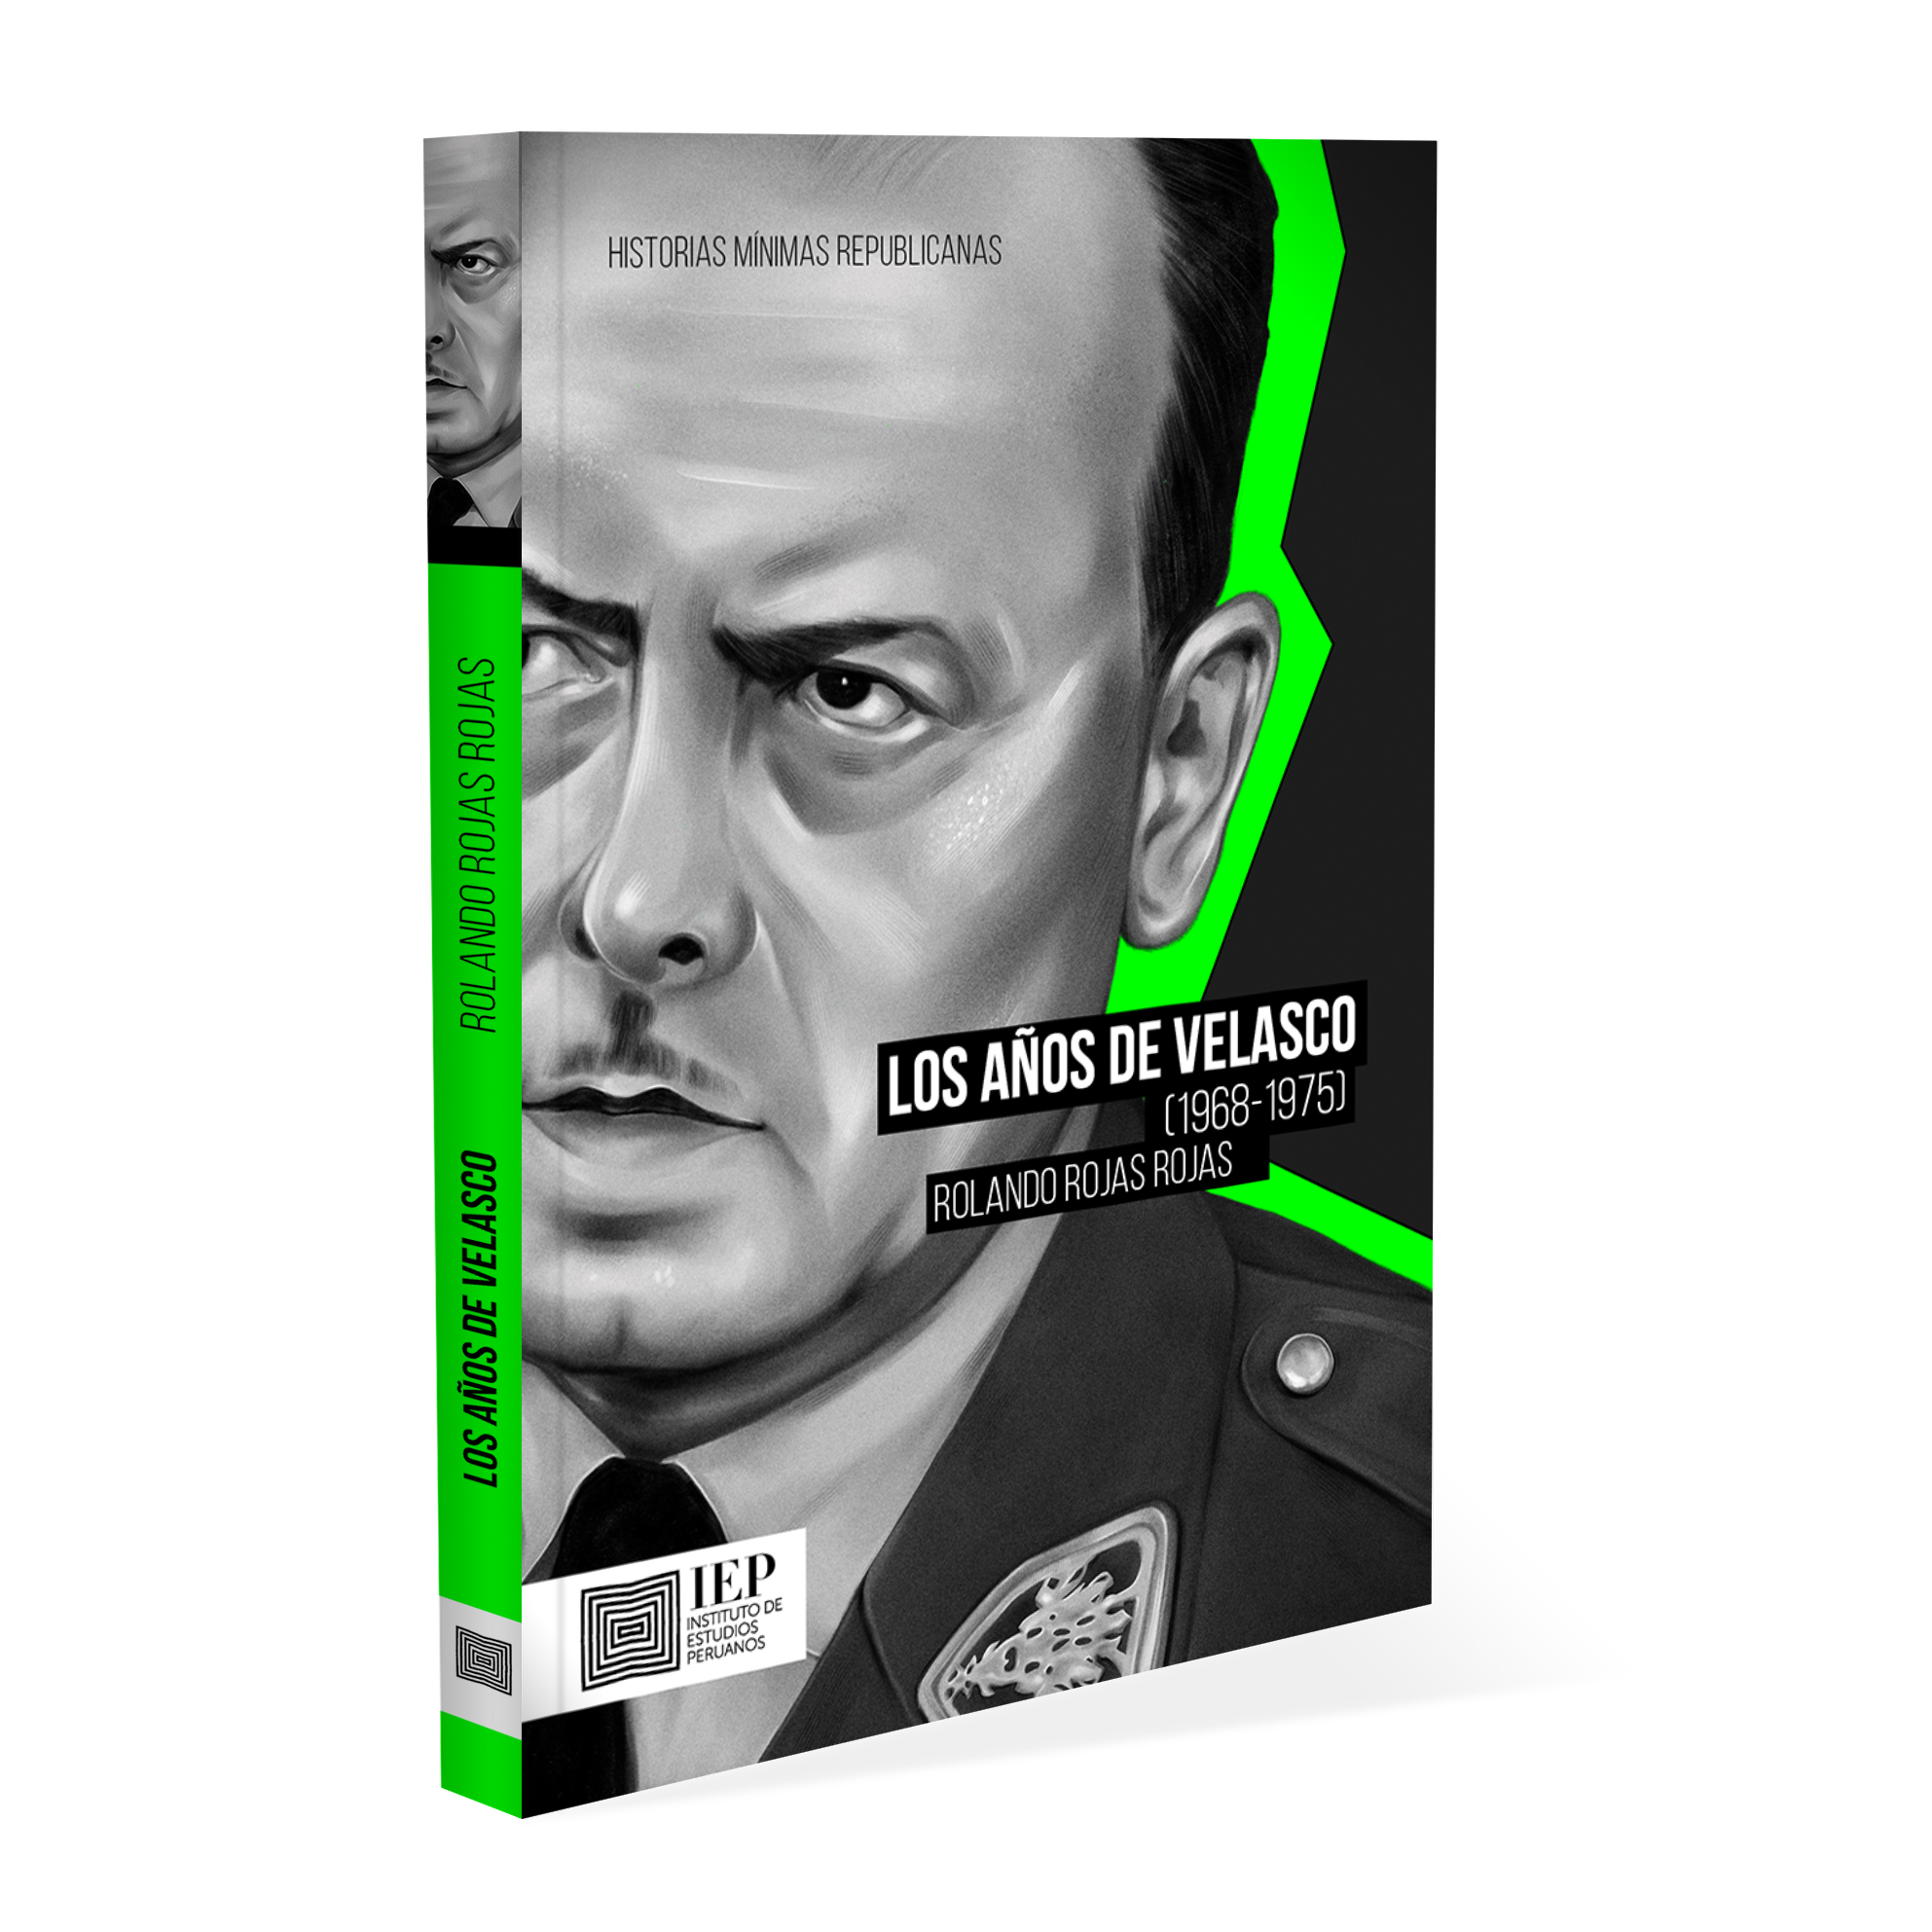 HISTORIAS MÍNIMAS REPUBLICANAS
LOS AÑOS DE VELASCO
(1968-1975)
ROLANDO ROJAS ROJAS
IEP
INSTITUTO DE
ESTUDIOS
PERUANOS
LOS AÑOS DE VELASCO
ROLANDO ROJAS ROJAS